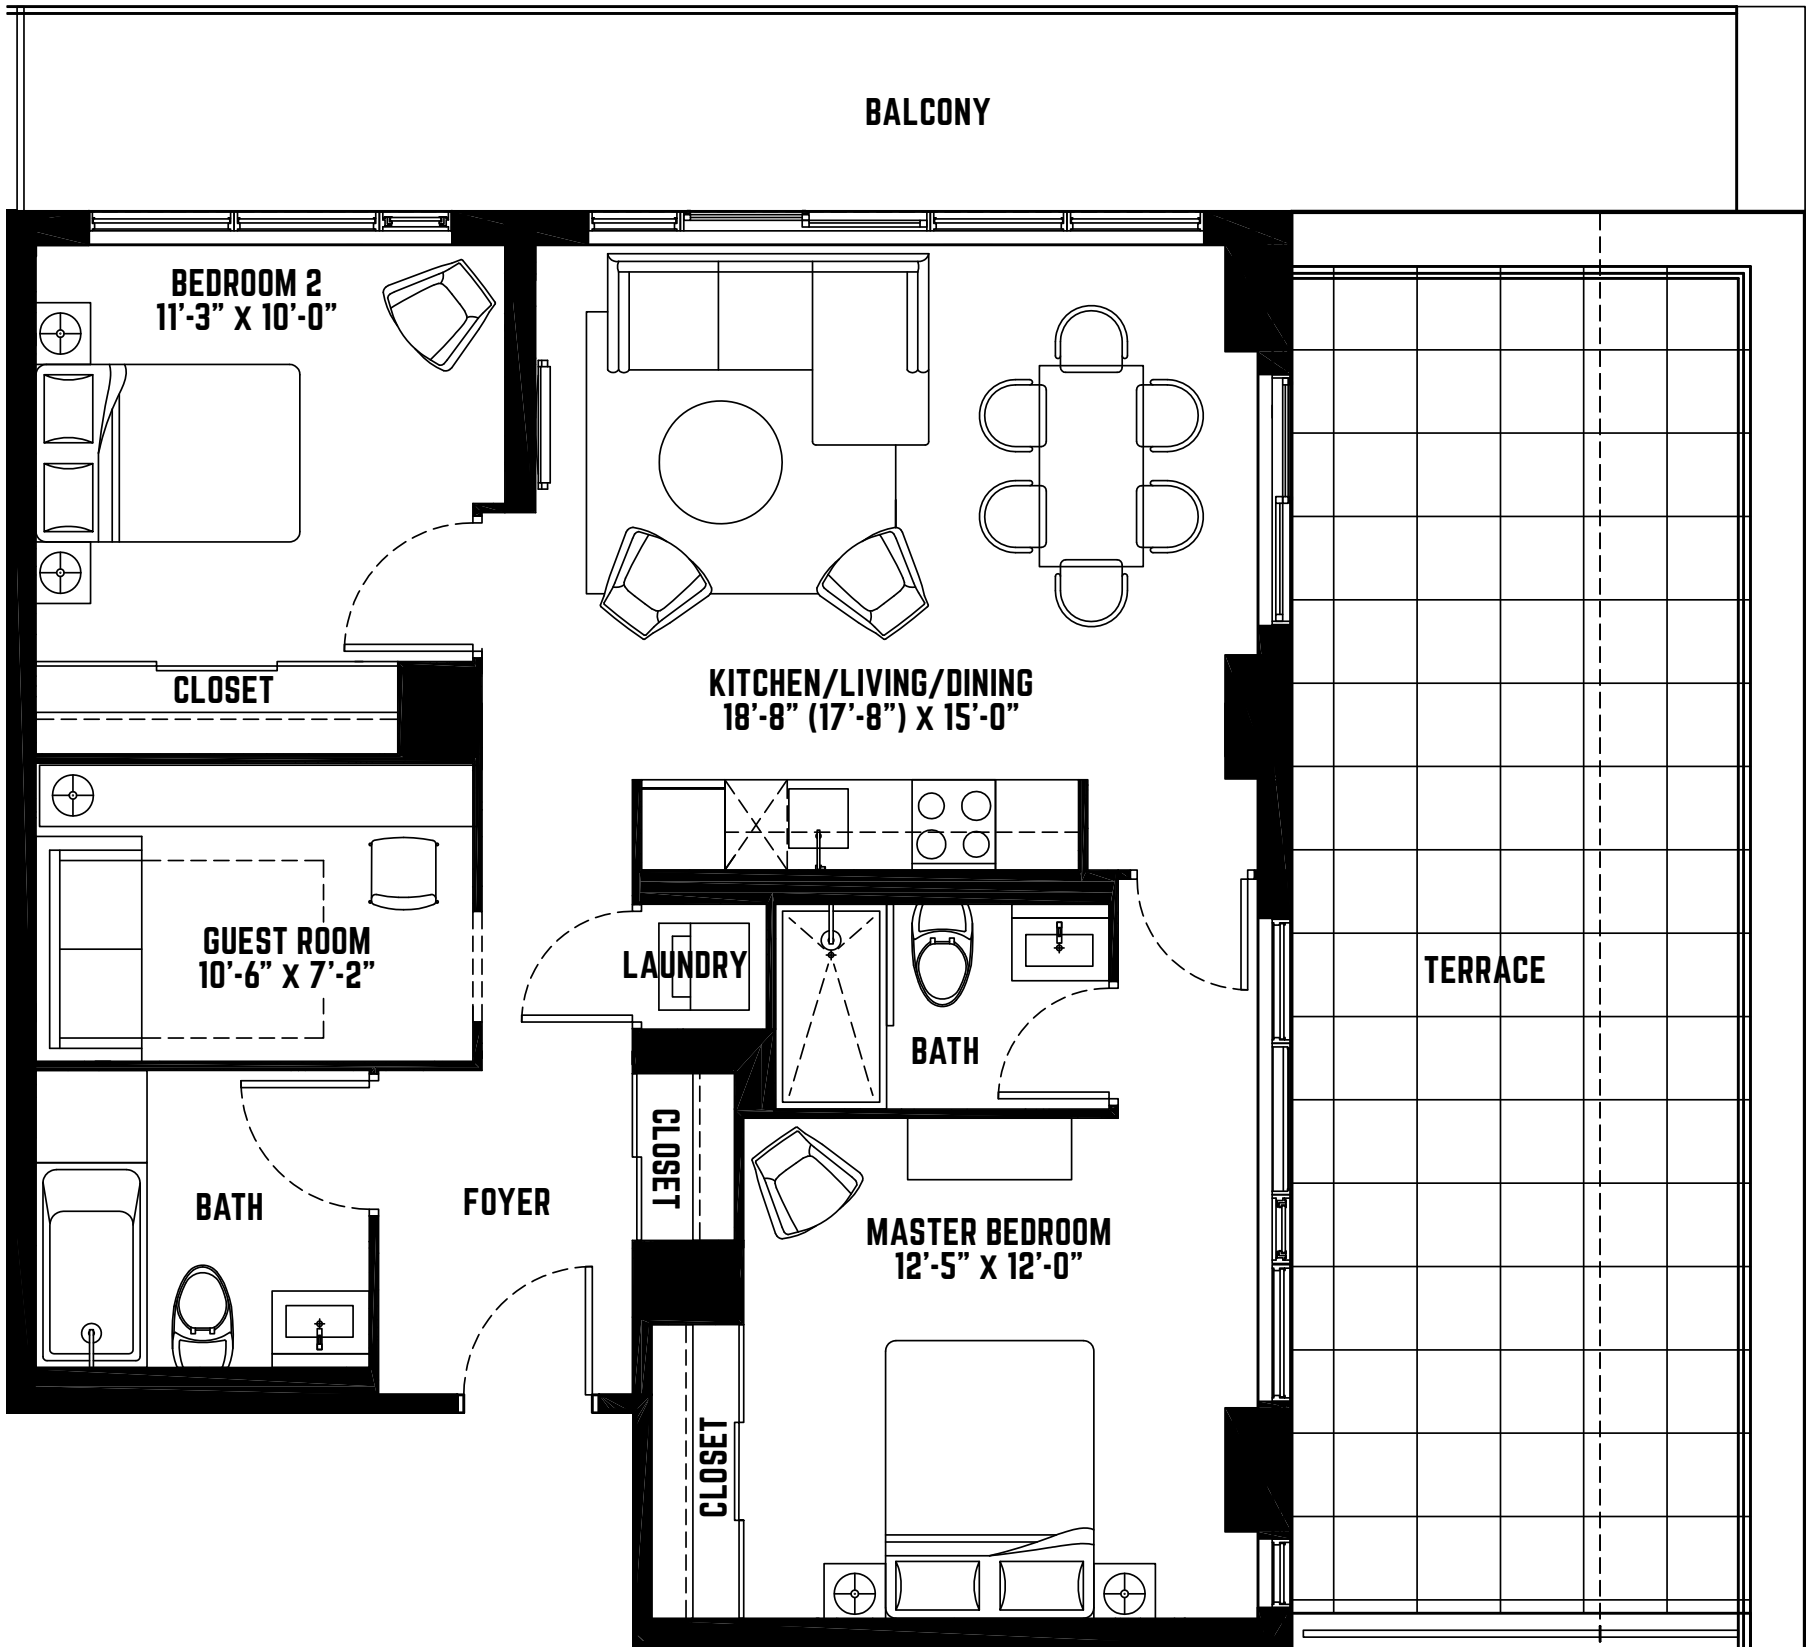 BALCONY
BEDROOM 2
11'-3" X 10'-0"
CLOSET
KITCHEN/LIVING/DINING
18'-8" (17'-8") X 15'-0"
GUEST ROOM
10'-6" X 7'-2"
LAUNDRY
TERRACE
BATH
CLOSET
BATH
FOYER
MASTER BEDROOM
12'-5" X 12'-0"
CLOSET